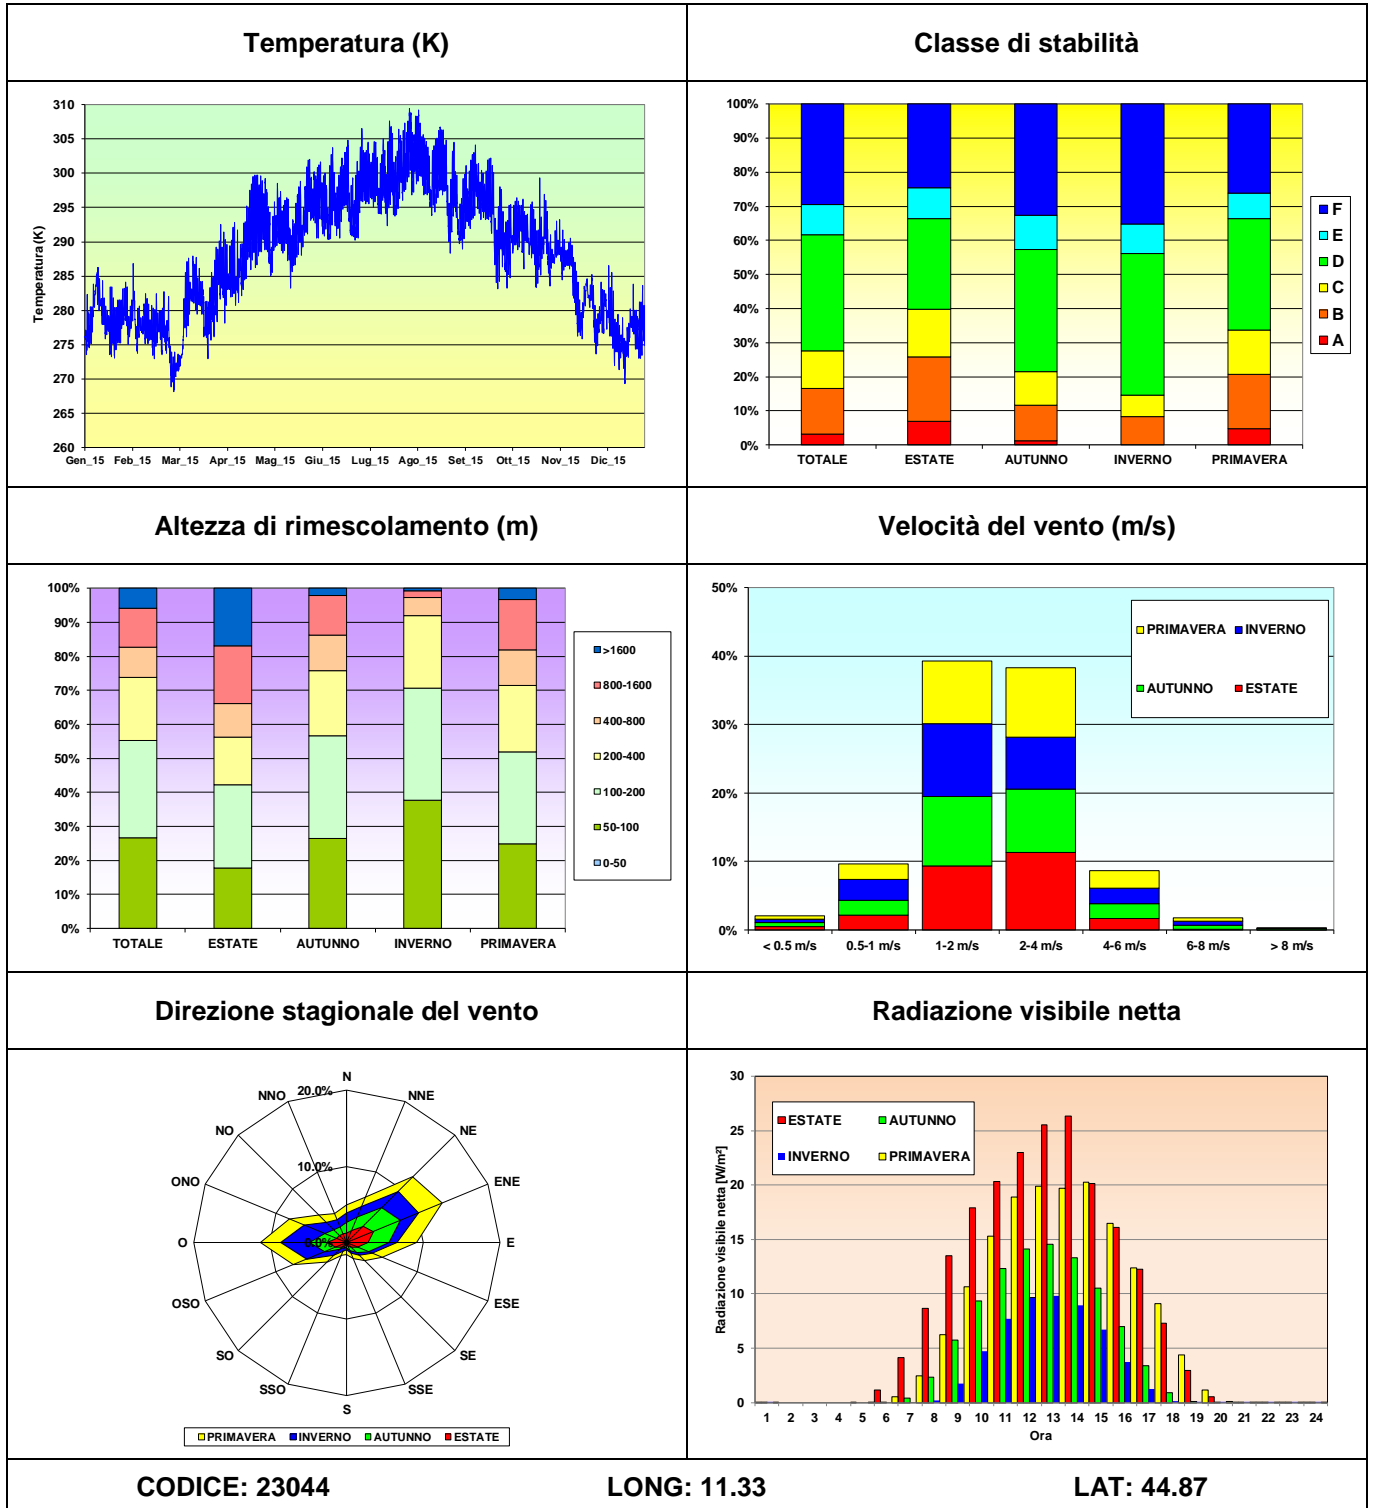 Temperatura (K)
Classe di stabilità
310
305
300
295
290
285
280
275
270
265
260
Temperatura (K)
Gen_15 Feb_15 Mar_15 Apr_15 Mag_15 Giu_15 Lug_15 Ago_15 Set_15 Ott_15 Nov_15 Dic_15
100%
90%
80%
70%
60%
50%
40%
30%
20%
10%
0%
TOTALE ESTATE AUTUNNO INVERNO PRIMAVERA
F
E
D
C
B
A
Altezza di rimescolamento (m)
Velocità del vento (m/s)
100%
90%
80%
70%
60%
50%
40%
30%
20%
10%
0%
TOTALE ESTATE AUTUNNO INVERNO PRIMAVERA
>1600
800-1600
400-800
200-400
100-200
50-100
0-50
50%
40%
30%
20%
10%
0%
PRIMAVERA INVERNO
AUTUNNO ESTATE
< 0.5 m/s 0.5-1 m/s 1-2 m/s 2-4 m/s 4-6 m/s 6-8 m/s > 8 m/s
Direzione stagionale del vento
Radiazione visibile netta
N
NNE
NE
ENE
E
ESE
SE
SSE
S
SSO
SO
OSO
O
ONO
NO
NNO
20.0%
10.0%
0.0%
PRIMAVERA INVERNO AUTUNNO ESTATE
30
25
20
15
10
5
0
Radiazione visibile netta [W/m²]
ESTATE AUTUNNO
INVERNO PRIMAVERA
1 2 3 4 5 6 7 8 9 10 11 12 13 14 15 16 17 18 19 20 21 22 23 24
Ora
CODICE: 23044 LONG: 11.33 LAT: 44.87